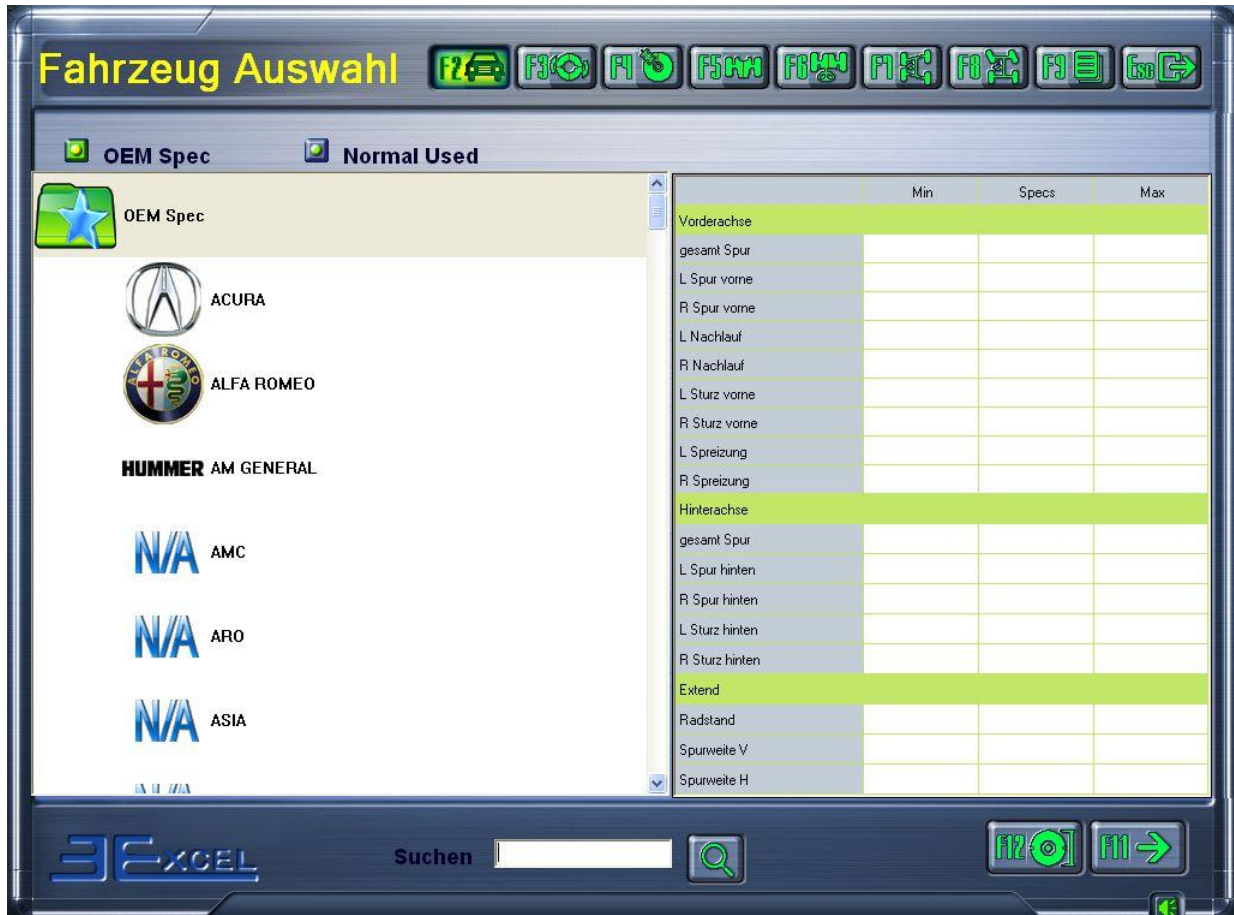 Fahrzeug Auswahl F2 F3 F4 F5 F6 F7 F8 F9 Esc
OEM Spec Normal Used
OEM Spec
ACURA
ALFA ROMEO
HUMMER AM GENERAL
N/A AMC
N/A ARO
N/A ASIA
Min Specs Max
Vorderachse
gesamt Spur
L Spur vorne
R Spur vorne
L Nachlauf
R Nachlauf
L Sturz vorne
R Sturz vorne
L Spreizung
R Spreizung
Hinterachse
gesamt Spur
L Spur hinten
R Spur hinten
L Sturz hinten
R Sturz hinten
Extend
Radstand
Spurweite V
Spurweite H
EXCEL Suchen F12 F11